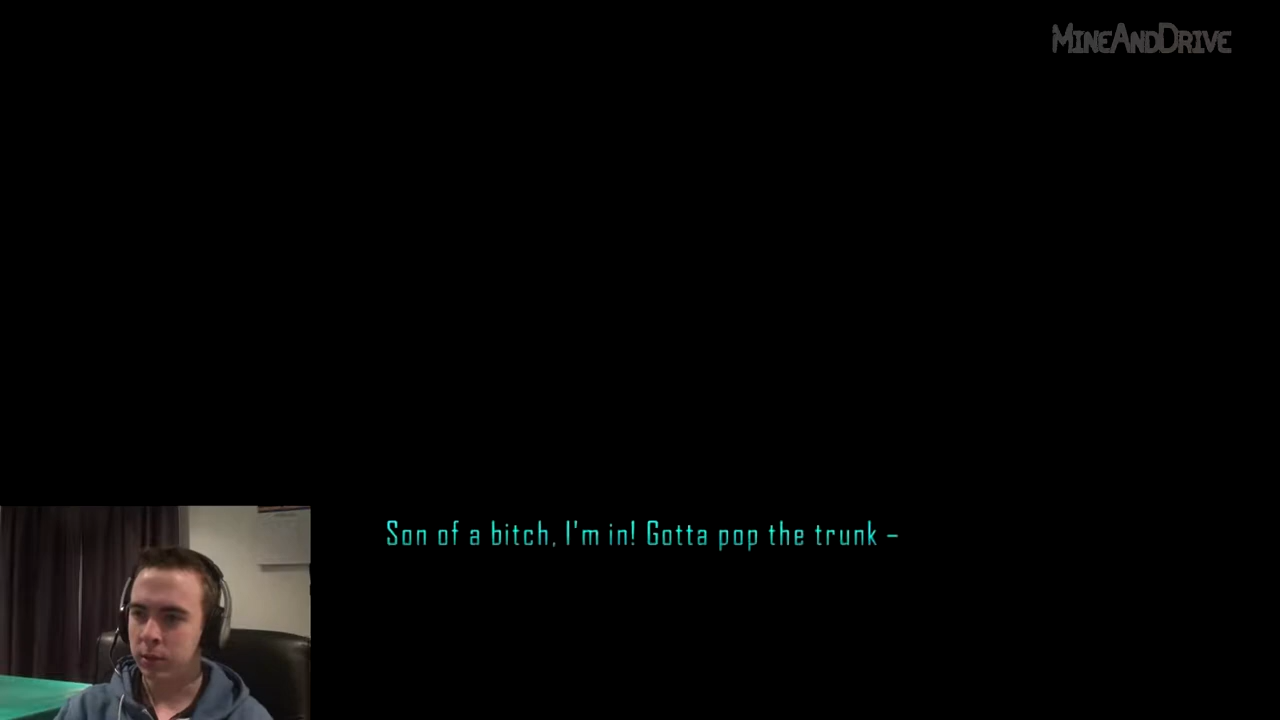 MineAndDrive
Son of a bitch, I'm in! Gotta pop the trunk –